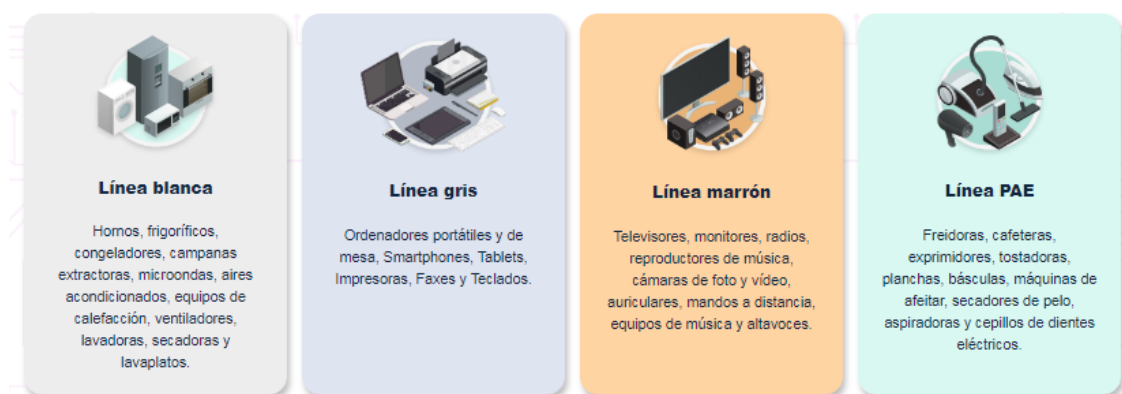 Línea blanca
Hornos, frigoríficos,
congeladores, campanas
extractoras, microondas, aires
acondicionados, equipos de
calefacción, ventiladores,
lavadoras, secadoras y
lavaplatos.
Línea gris
Ordenadores portátiles y de
mesa, Smartphones, Tablets,
Impresoras, Faxes y Teclados.
Línea marrón
Televisores, monitores, radios,
reproductores de música,
cámaras de foto y vídeo,
auriculares, mandos a distancia,
equipos de música y altavoces.
Línea PAE
Freidoras, cafeteras,
exprimidores, tostadoras,
planchas, básculas, máquinas de
afeitar, secadores de pelo,
aspiradoras y cepillos de dientes
eléctricos.